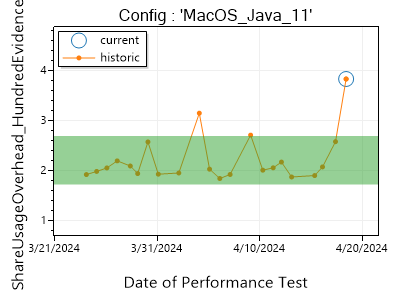 Config : 'MacOS_Java_11'
current
historic
ShareUsageOverhead_HundredEvidence
4
3
2
1
3/21/2024
3/31/2024
4/10/2024
4/20/2024
Date of Performance Test